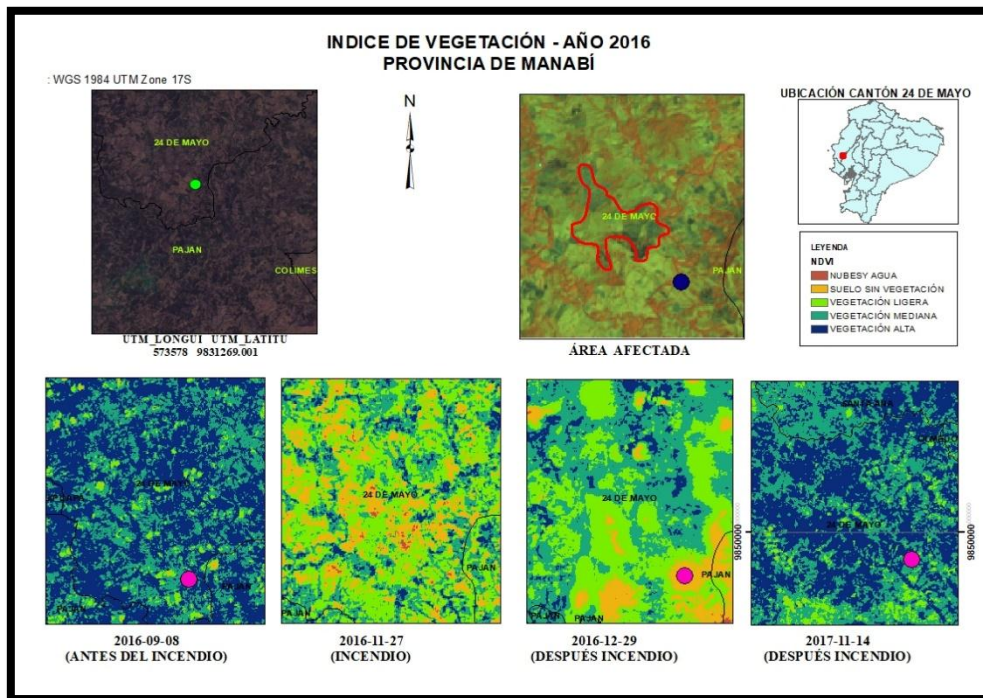 INDICE DE VEGETACIÓN - AÑO 2016
PROVINCIA DE MANABÍ
: WGS 1984 UTM Zone 17S
N
UBICACIÓN CANTÓN 24 DE MAYO
24 DE MAYO
PAJAN
COLIMES
UTM_LONGUI UTM_LATITU
573578 9831269.001
24 DE MAYO
PAJAN
ÁREA AFECTADA
LEYENDA
NDVI
NUBESY AGUA
SUELO SIN VEGETACIÓN
VEGETACIÓN LIGERA
VEGETACIÓN MEDIANA
VEGETACIÓN ALTA
24 DE MAYO
PAJAN
PAJAN
2016-09-08
(ANTES DEL INCENDIO)
24 DE MAYO
PAJAN
PAJAN
2016-11-27
(INCENDIO)
24 DE MAYO
PAJAN
PAJAN
2016-12-29
(DESPUÉS INCENDIO)
24 DE MAYO
9850000
9850000
2017-11-14
(DESPUÉS INCENDIO)